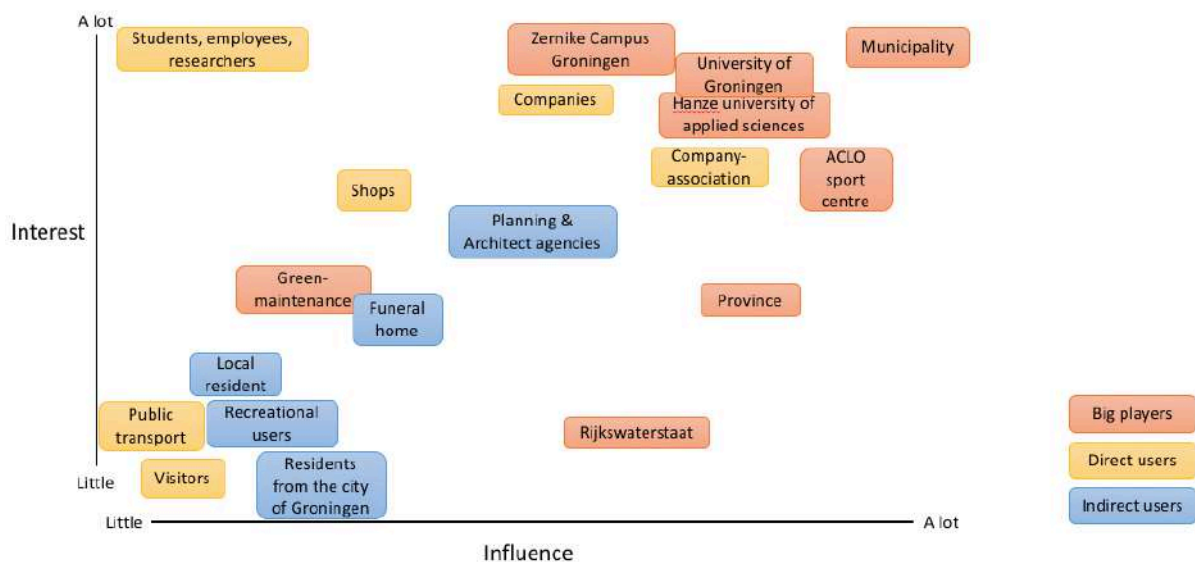 A lot
Students, employees,
researchers
Zernike Campus
Groningen
Municipality
University of
Groningen
Companies
Hanze university of
applied sciences
Company-
association
ACLO
sport
centre
Shops
Planning &
Architect agencies
Interest
Green-
maintenance
Funeral
home
Province
Local
resident
Public
transport
Recreational
users
Rijkswaterstaat
Big players
Direct users
Indirect users
Little
Visitors
Residents
from the city
of Groningen
Little
A lot
Influence